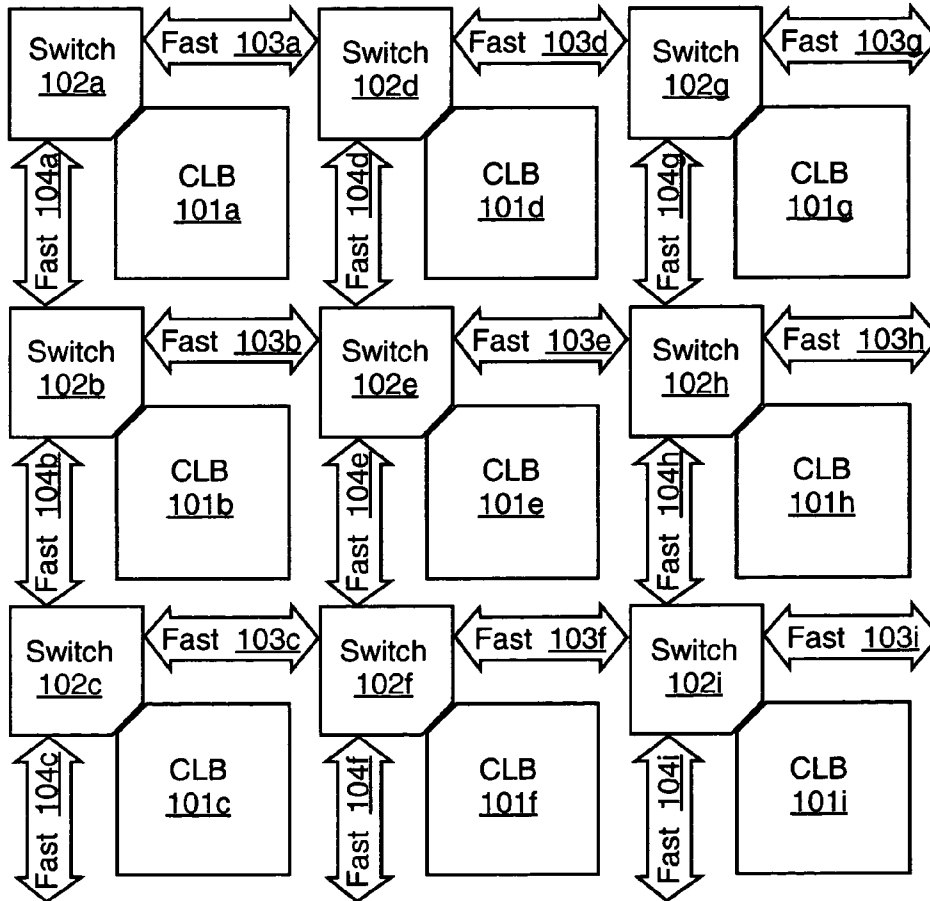 Switch
102a
Fast 103a
Switch
102d
Fast 103d
Switch
102g
Fast 103g
Fast 104a
CLB
101a
Fast 104d
CLB
101d
Fast 104g
CLB
101g
Switch
102b
Fast 103b
Switch
102e
Fast 103e
Switch
102h
Fast 103h
Fast 104b
CLB
101b
Fast 104e
CLB
101e
Fast 104h
CLB
101h
Switch
102c
Fast 103c
Switch
102f
Fast 103f
Switch
102i
Fast 103i
Fast 104c
CLB
101c
Fast 104f
CLB
101f
Fast 104i
CLB
101i